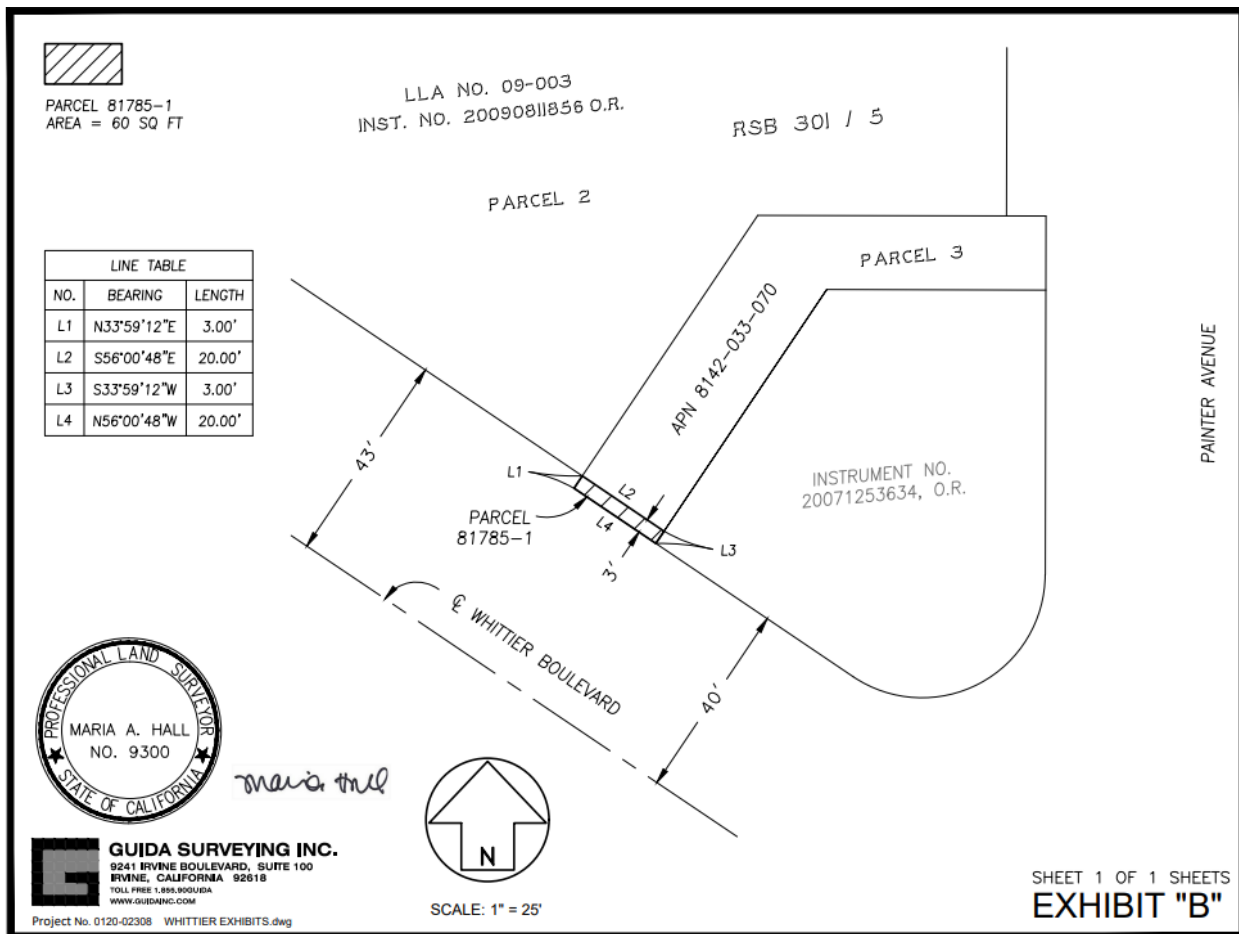 PARCEL 81785-1
AREA = 60 SQ FT
LLA NO. 09-003
INST. NO. 20090811856 O.R.
RSB 301 / 5
PARCEL 2
PARCEL 3
LINE TABLE
NO. BEARING LENGTH
L1 N33°59'12"E 3.00'
L2 S56°00'48"E 20.00'
L3 S33°59'12"W 3.00'
L4 N56°00'48"W 20.00'
APN 8142-033-070
PAINTER AVENUE
43'
L1
L2
INSTRUMENT NO.
20071253634, O.R.
PARCEL
81785-1
L4
L3
3'
℄ WHITTIER BOULEVARD
40'
PROFESSIONAL LAND SURVEYOR
MARIA A. HALL
NO. 9300
STATE OF CALIFORNIA
Maria Hall
N
GUIDA SURVEYING INC.
9241 IRVINE BOULEVARD, SUITE 100
IRVINE, CALIFORNIA 92618
TOLL FREE 1.855.90GUIDA
WWW.GUIDAINC.COM
SCALE: 1" = 25'
SHEET 1 OF 1 SHEETS
EXHIBIT "B"
Project No. 0120-02308 WHITTIER EXHIBITS.dwg